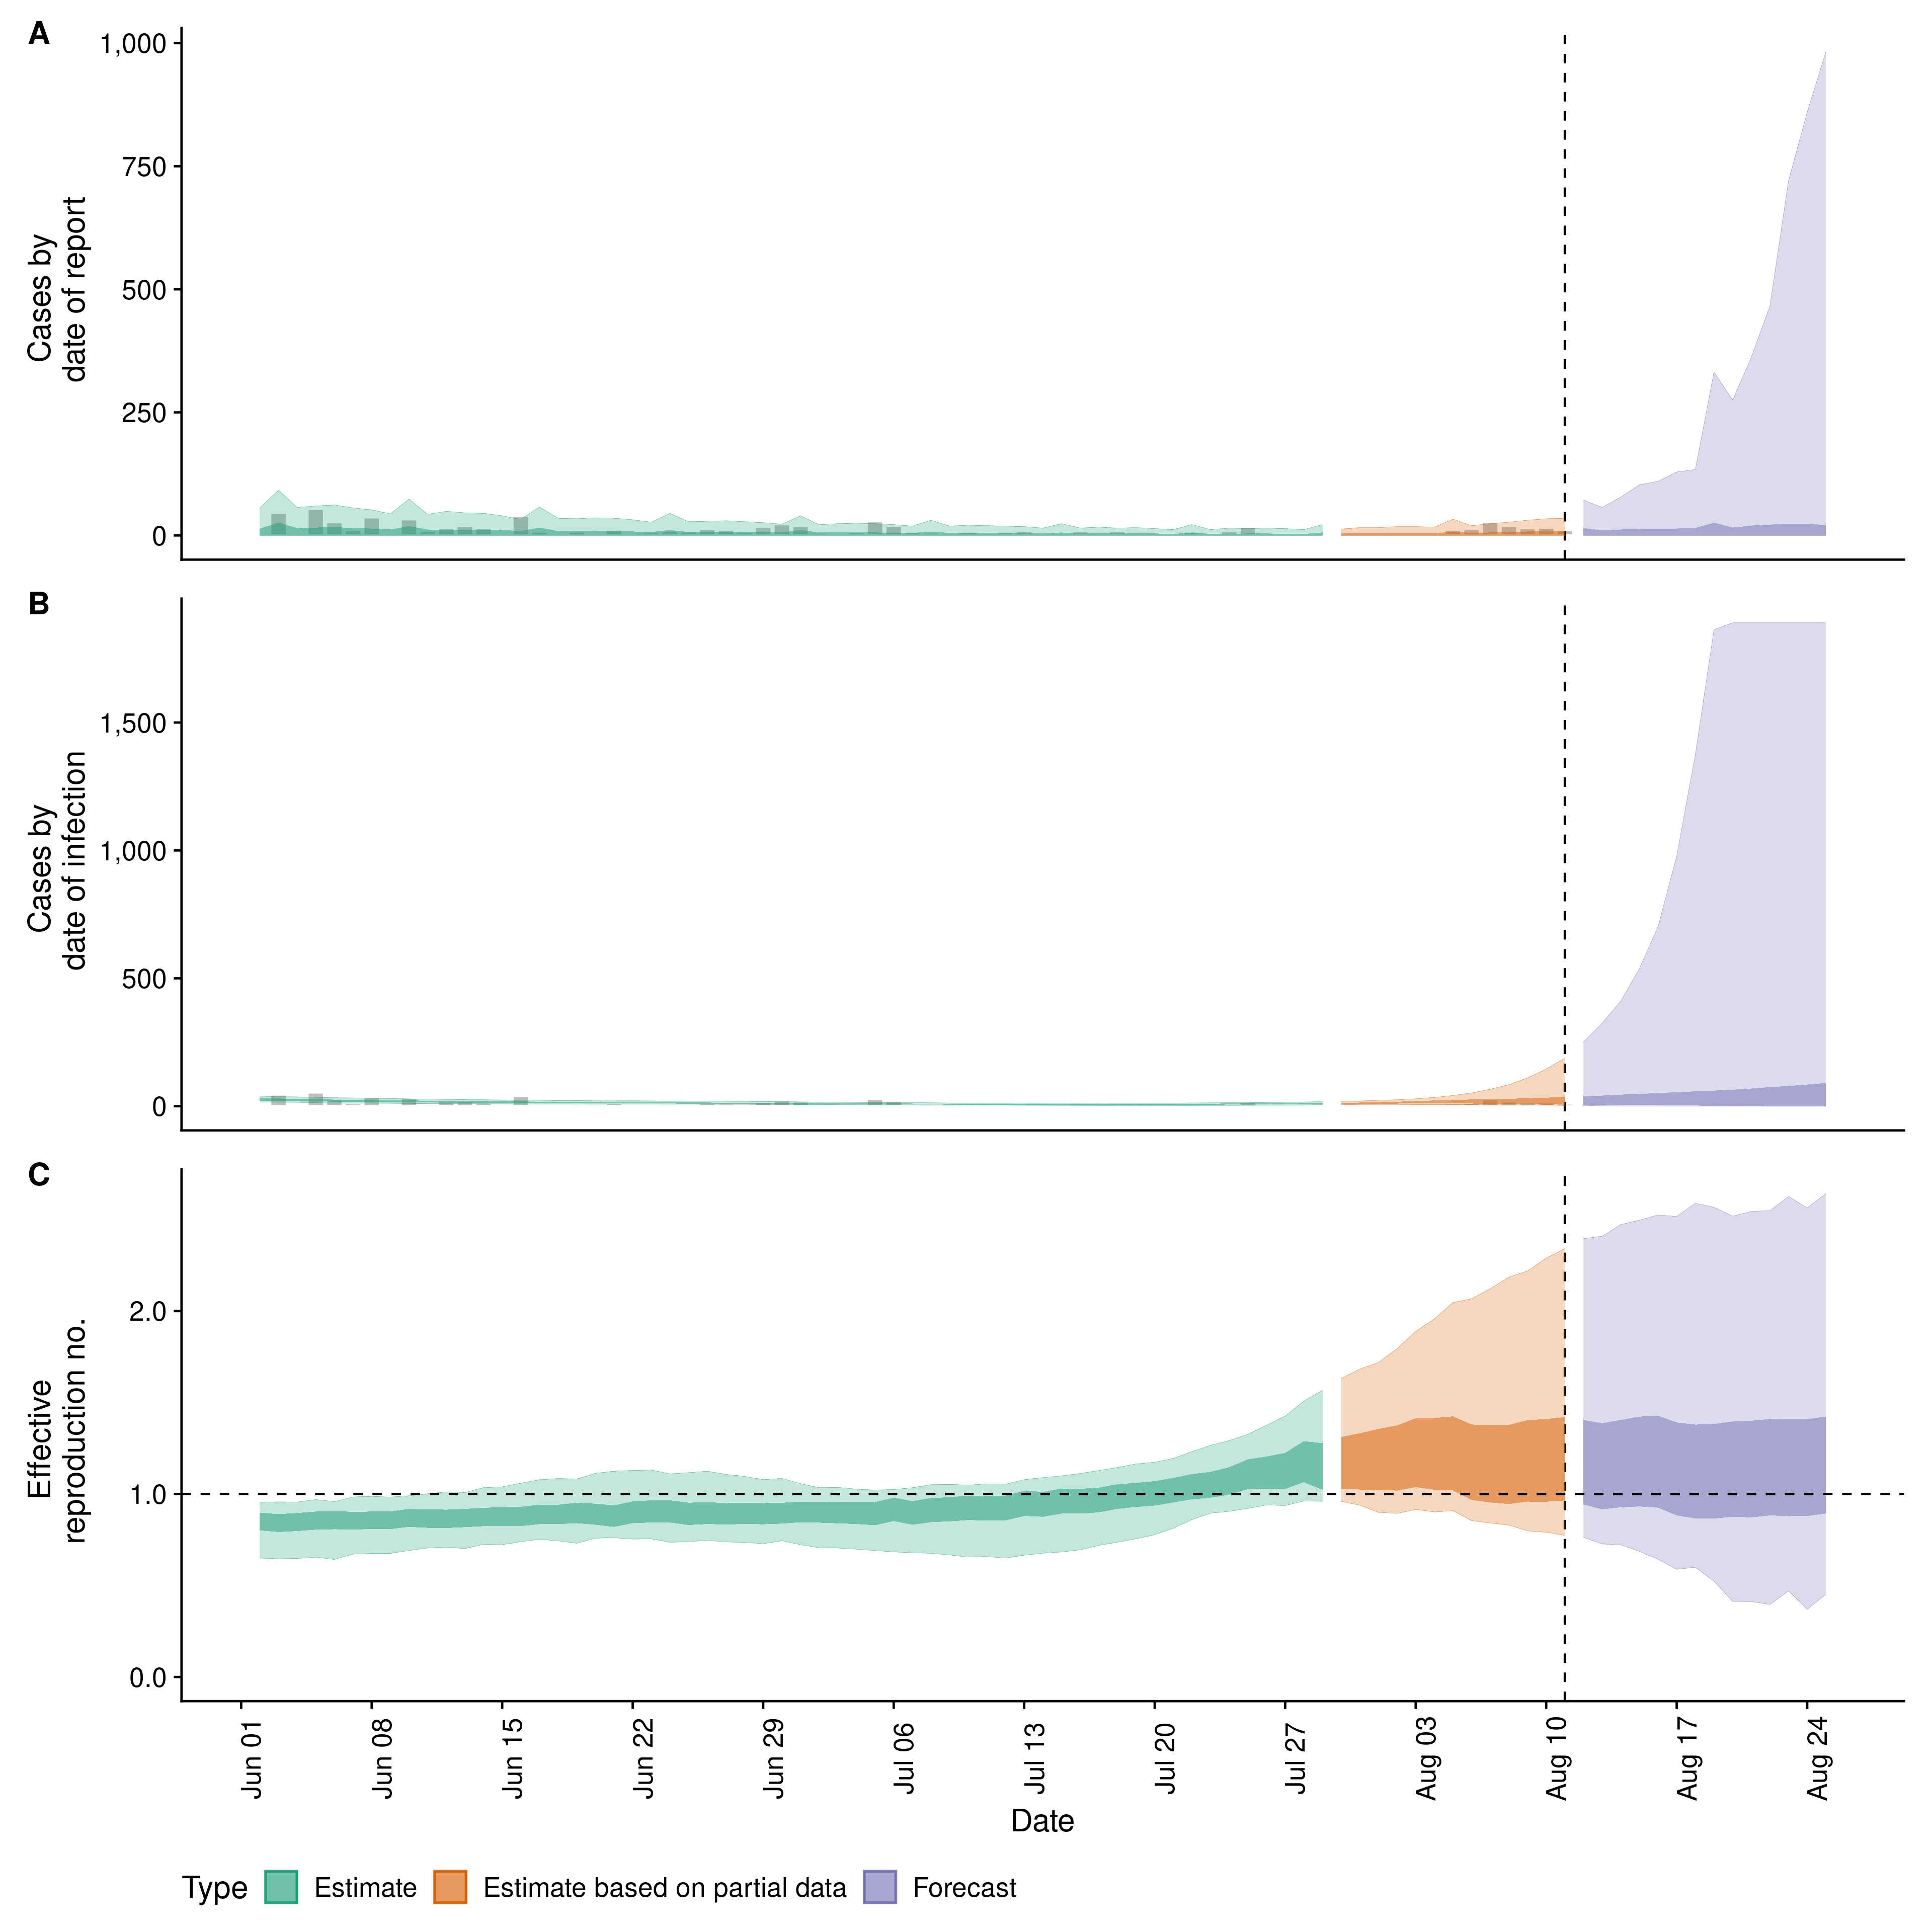 A
1,000
750
500
250
0
Cases by
date of report
B
1,500
1,000
500
0
Cases by
date of infection
C
2.0
1.0
0.0
Effective
reproduction no.
Jun 01
Jun 08
Jun 15
Jun 22
Jun 29
Jul 06
Jul 13
Jul 20
Jul 27
Aug 03
Aug 10
Aug 17
Aug 24
Date
Type Estimate Estimate based on partial data Forecast